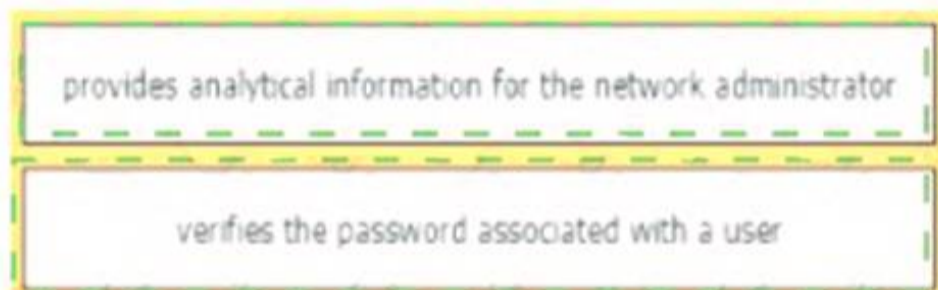 provides analytical information for the network administrator
verifies the password associated with a user